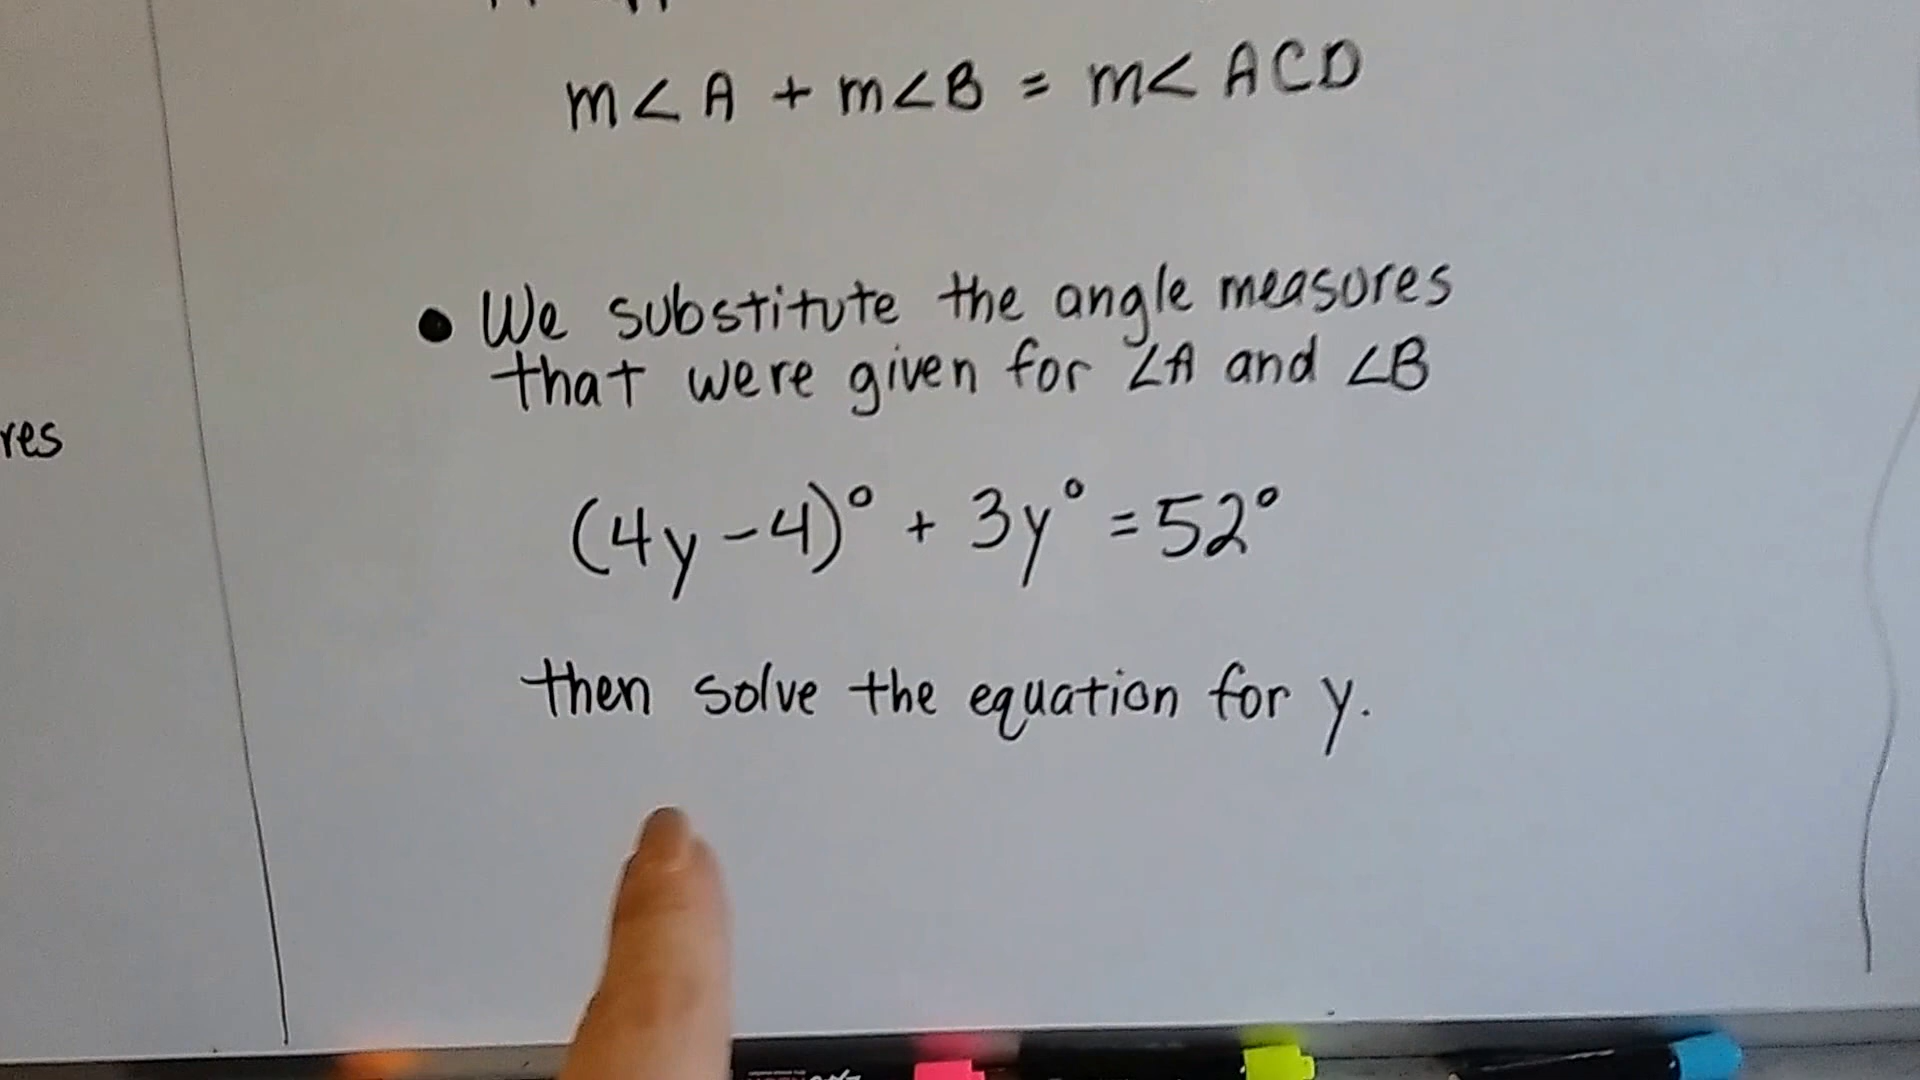 m∠A + m∠B = m∠ACD
• We substitute the angle measures
that were given for ∠A and ∠B
res
(4y-4)° + 3y° = 52°
then solve the equation for y.